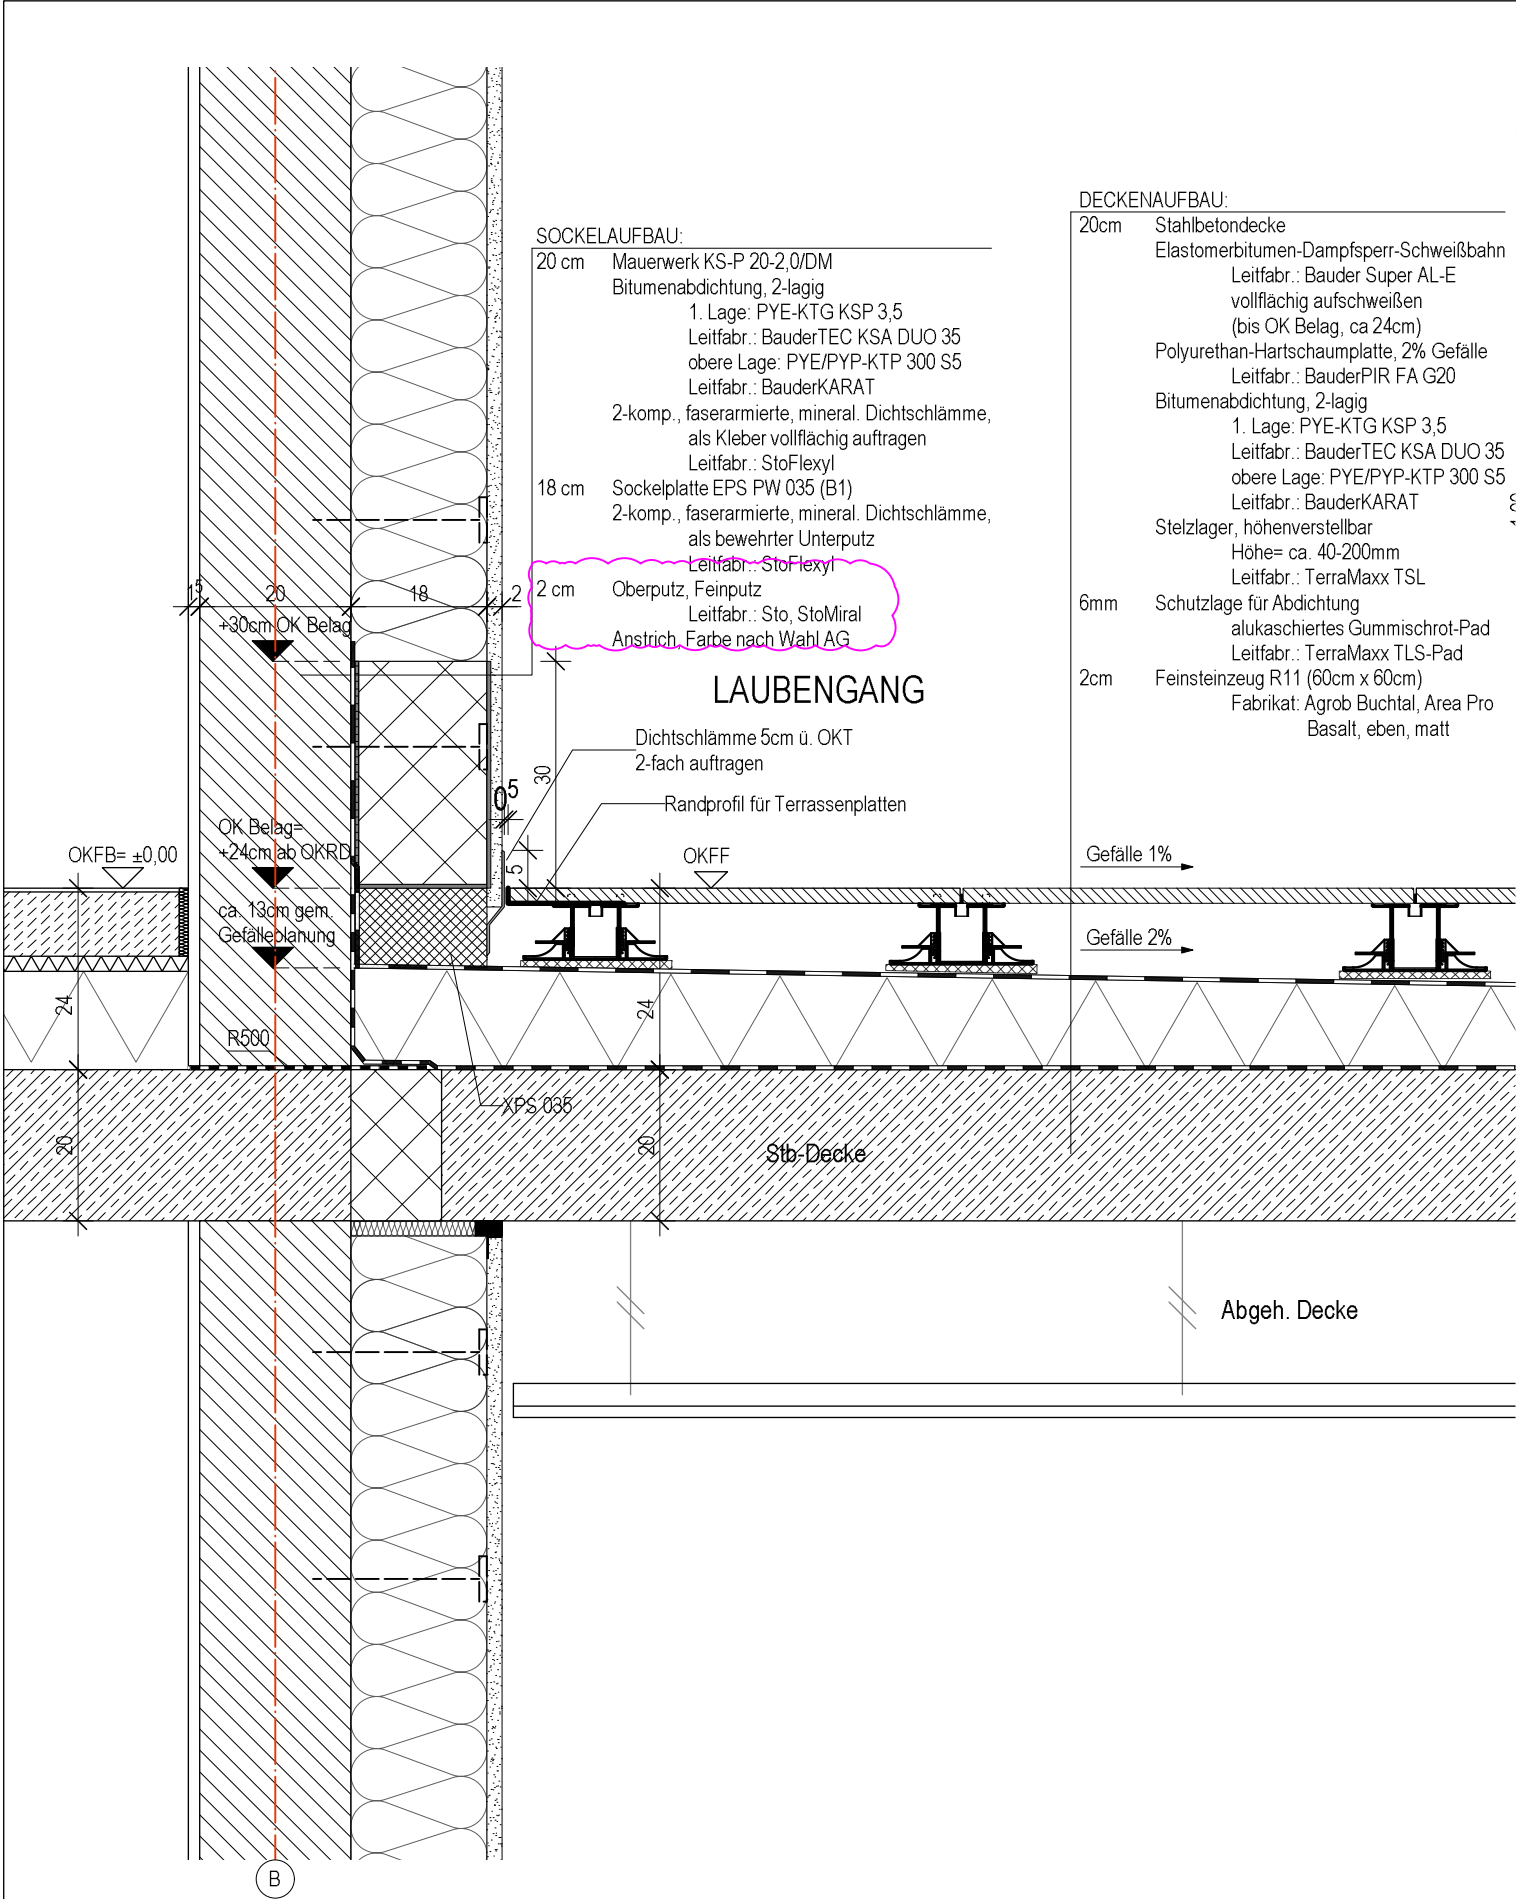 DECKENAUFBAU:
20cm Stahlbetondecke
Elastomerbitumen-Dampfsperr-Schweißbahn
Leitfabr.: Bauder Super AL-E
vollflächig aufschweißen
(bis OK Belag, ca 24cm)
Polyurethan-Hartschaumplatte, 2% Gefälle
Leitfabr.: BauderPIR FA G20
Bitumenabdichtung, 2-lagig
1. Lage: PYE-KTG KSP 3,5
Leitfabr.: BauderTEC KSA DUO 35
obere Lage: PYE/PYP-KTP 300 S5
Leitfabr.: BauderKARAT
Stelzlager, höhenverstellbar
Höhe= ca. 40-200mm
Leitfabr.: TerraMaxx TSL
6mm Schutzlage für Abdichtung
alukaschiertes Gummischrot-Pad
Leitfabr.: TerraMaxx TLS-Pad
2cm Feinsteinzeug R11 (60cm x 60cm)
Fabrikat: Agrob Buchtal, Area Pro
Basalt, eben, matt
SOCKELAUFBAU:
20 cm Mauerwerk KS-P 20-2,0/DM
Bitumenabdichtung, 2-lagig
1. Lage: PYE-KTG KSP 3,5
Leitfabr.: BauderTEC KSA DUO 35
obere Lage: PYE/PYP-KTP 300 S5
Leitfabr.: BauderKARAT
2-komp., faserarmierte, mineral. Dichtschlämme,
als Kleber vollflächig auftragen
Leitfabr.: StoFlexyl
18 cm Sockelplatte EPS PW 035 (B1)
2-komp., faserarmierte, mineral. Dichtschlämme,
als bewehrter Unterputz
Leitfabr.: StoFlexyl
2 cm Oberputz, Feinputz
Leitfabr.: Sto, StoMiral
Anstrich, Farbe nach Wahl AG
15 20 18 2
+30cm OK Belag
LAUBENGANG
Dichtschlämme 5cm ü. OKT
2-fach auftragen
30
05
Randprofil für Terrassenplatten
OK Belag=
+24cm ab OKRD
OKFB= ±0,00
5
OKFF
Gefälle 1%
ca. 13cm gem.
Gefälleplanung
Gefälle 2%
24
24
R500
XPS 035
20
20
Stb-Decke
Abgeh. Decke
B